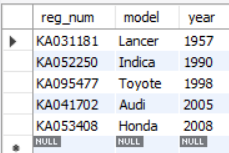 reg_num model year
KA031181 Lancer 1957
KA052250 Indica 1990
KA095477 Toyote 1998
KA041702 Audi 2005
KA053408 Honda 2008
NULL NULL NULL